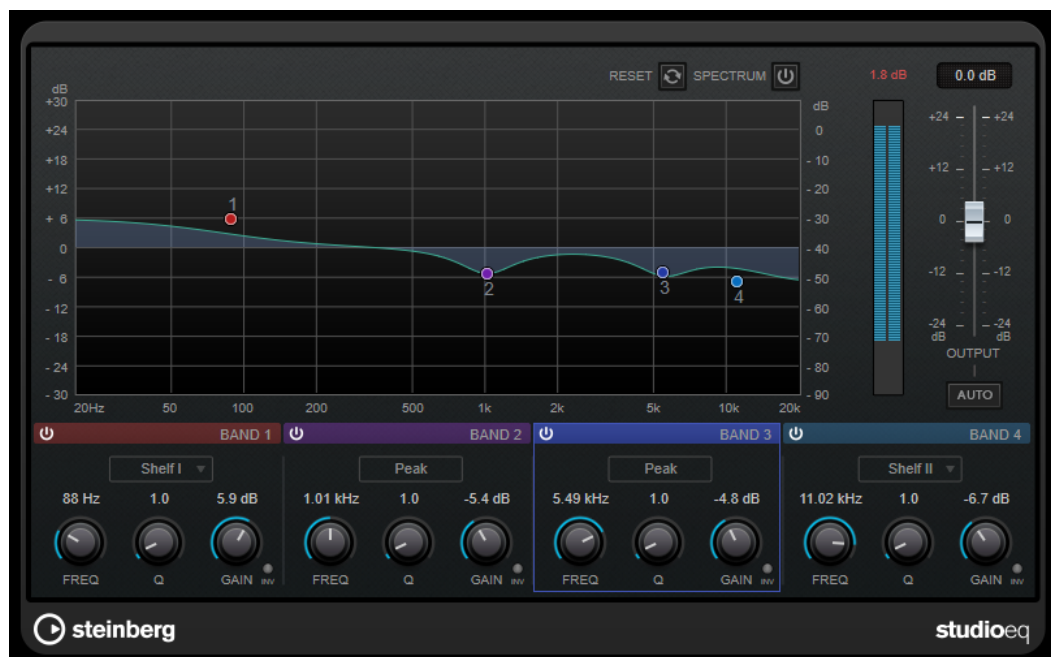 RESET SPECTRUM 1.8 dB 0.0 dB
dB
+30
+24
+18
+12
+ 6
0
- 6
- 12
- 18
- 24
- 30
1
2
3
4
dB
0
- 10
- 20
- 30
- 40
- 50
- 60
- 70
- 80
- 90
20Hz 50 100 200 500 1k 2k 5k 10k 20k
+24 +24
+12 +12
0 0
-12 -12
-24 -24
dB dB
OUTPUT
AUTO
BAND 1 BAND 2 BAND 3 BAND 4
Shelf I Peak Peak Shelf II
88 Hz 1.0 5.9 dB 1.01 kHz 1.0 -5.4 dB 5.49 kHz 1.0 -4.8 dB 11.02 kHz 1.0 -6.7 dB
FREQ Q GAIN INV FREQ Q GAIN INV FREQ Q GAIN INV FREQ Q GAIN INV
steinberg studioeq